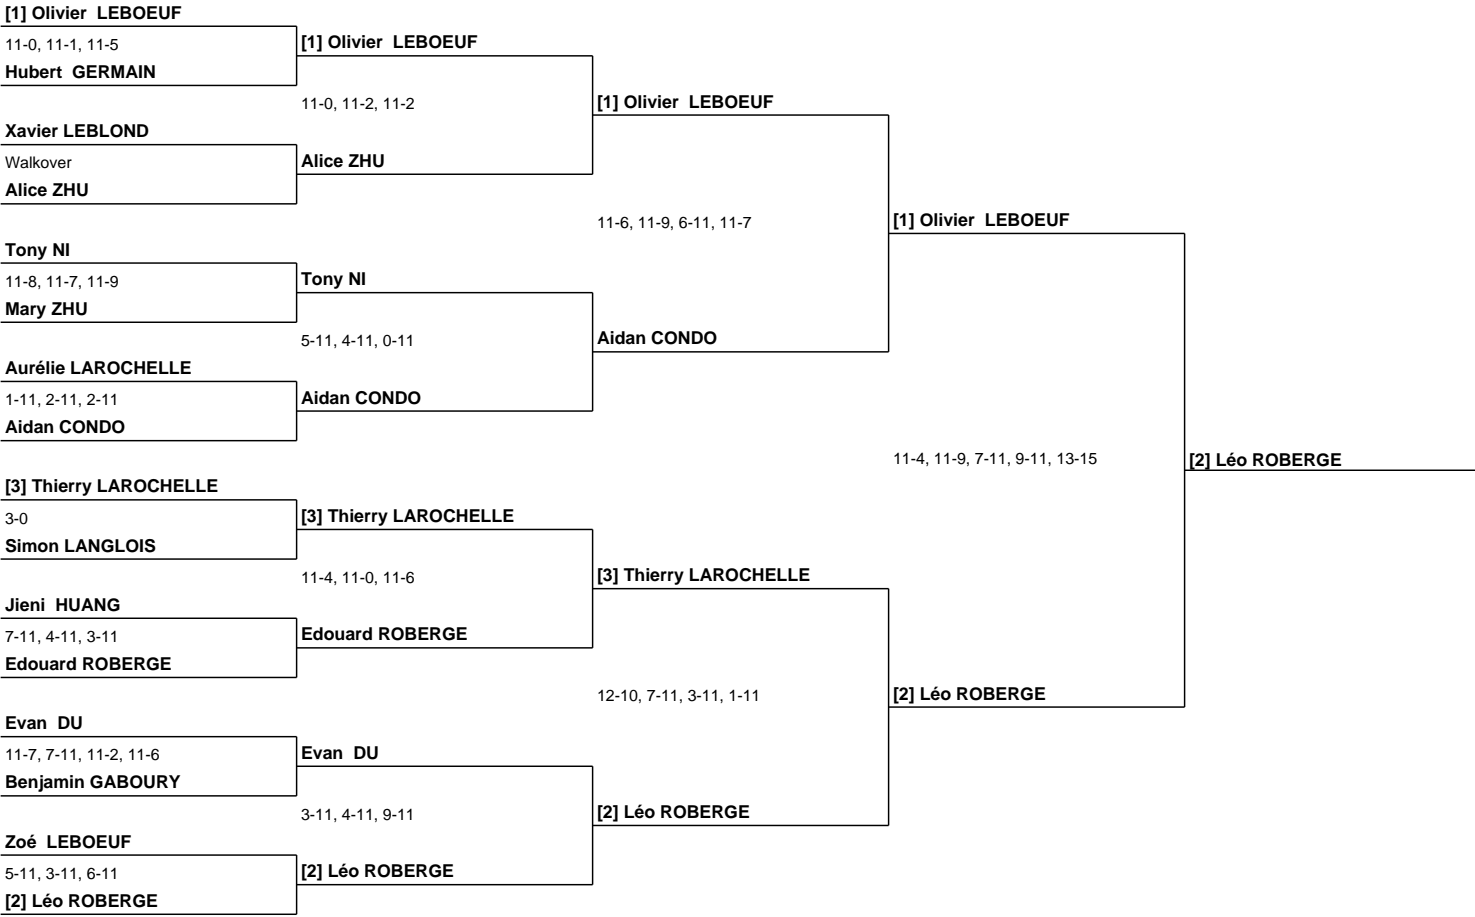 [1] Olivier  LEBOEUF
11-0, 11-1, 11-5
Hubert  GERMAIN
Xavier LEBLOND
Walkover
Alice ZHU
Tony NI
11-8, 11-7, 11-9
Mary ZHU
Aurélie LAROCHELLE
1-11, 2-11, 2-11
Aidan CONDO
[3] Thierry LAROCHELLE
3-0
Simon LANGLOIS
Jieni  HUANG
7-11, 4-11, 3-11
Edouard ROBERGE
Evan  DU
11-7, 7-11, 11-2, 11-6
Benjamin GABOURY
Zoé  LEBOEUF
5-11, 3-11, 6-11
[2] Léo ROBERGE
[1] Olivier  LEBOEUF
11-0, 11-2, 11-2
Alice ZHU
Tony NI
5-11, 4-11, 0-11
Aidan CONDO
[3] Thierry LAROCHELLE
11-4, 11-0, 11-6
Edouard ROBERGE
Evan  DU
3-11, 4-11, 9-11
[2] Léo ROBERGE
[1] Olivier  LEBOEUF
11-6, 11-9, 6-11, 11-7
Aidan CONDO
[3] Thierry LAROCHELLE
12-10, 7-11, 3-11, 1-11
[2] Léo ROBERGE
[1] Olivier  LEBOEUF
11-4, 11-9, 7-11, 9-11, 13-15
[2] Léo ROBERGE
[2] Léo ROBERGE